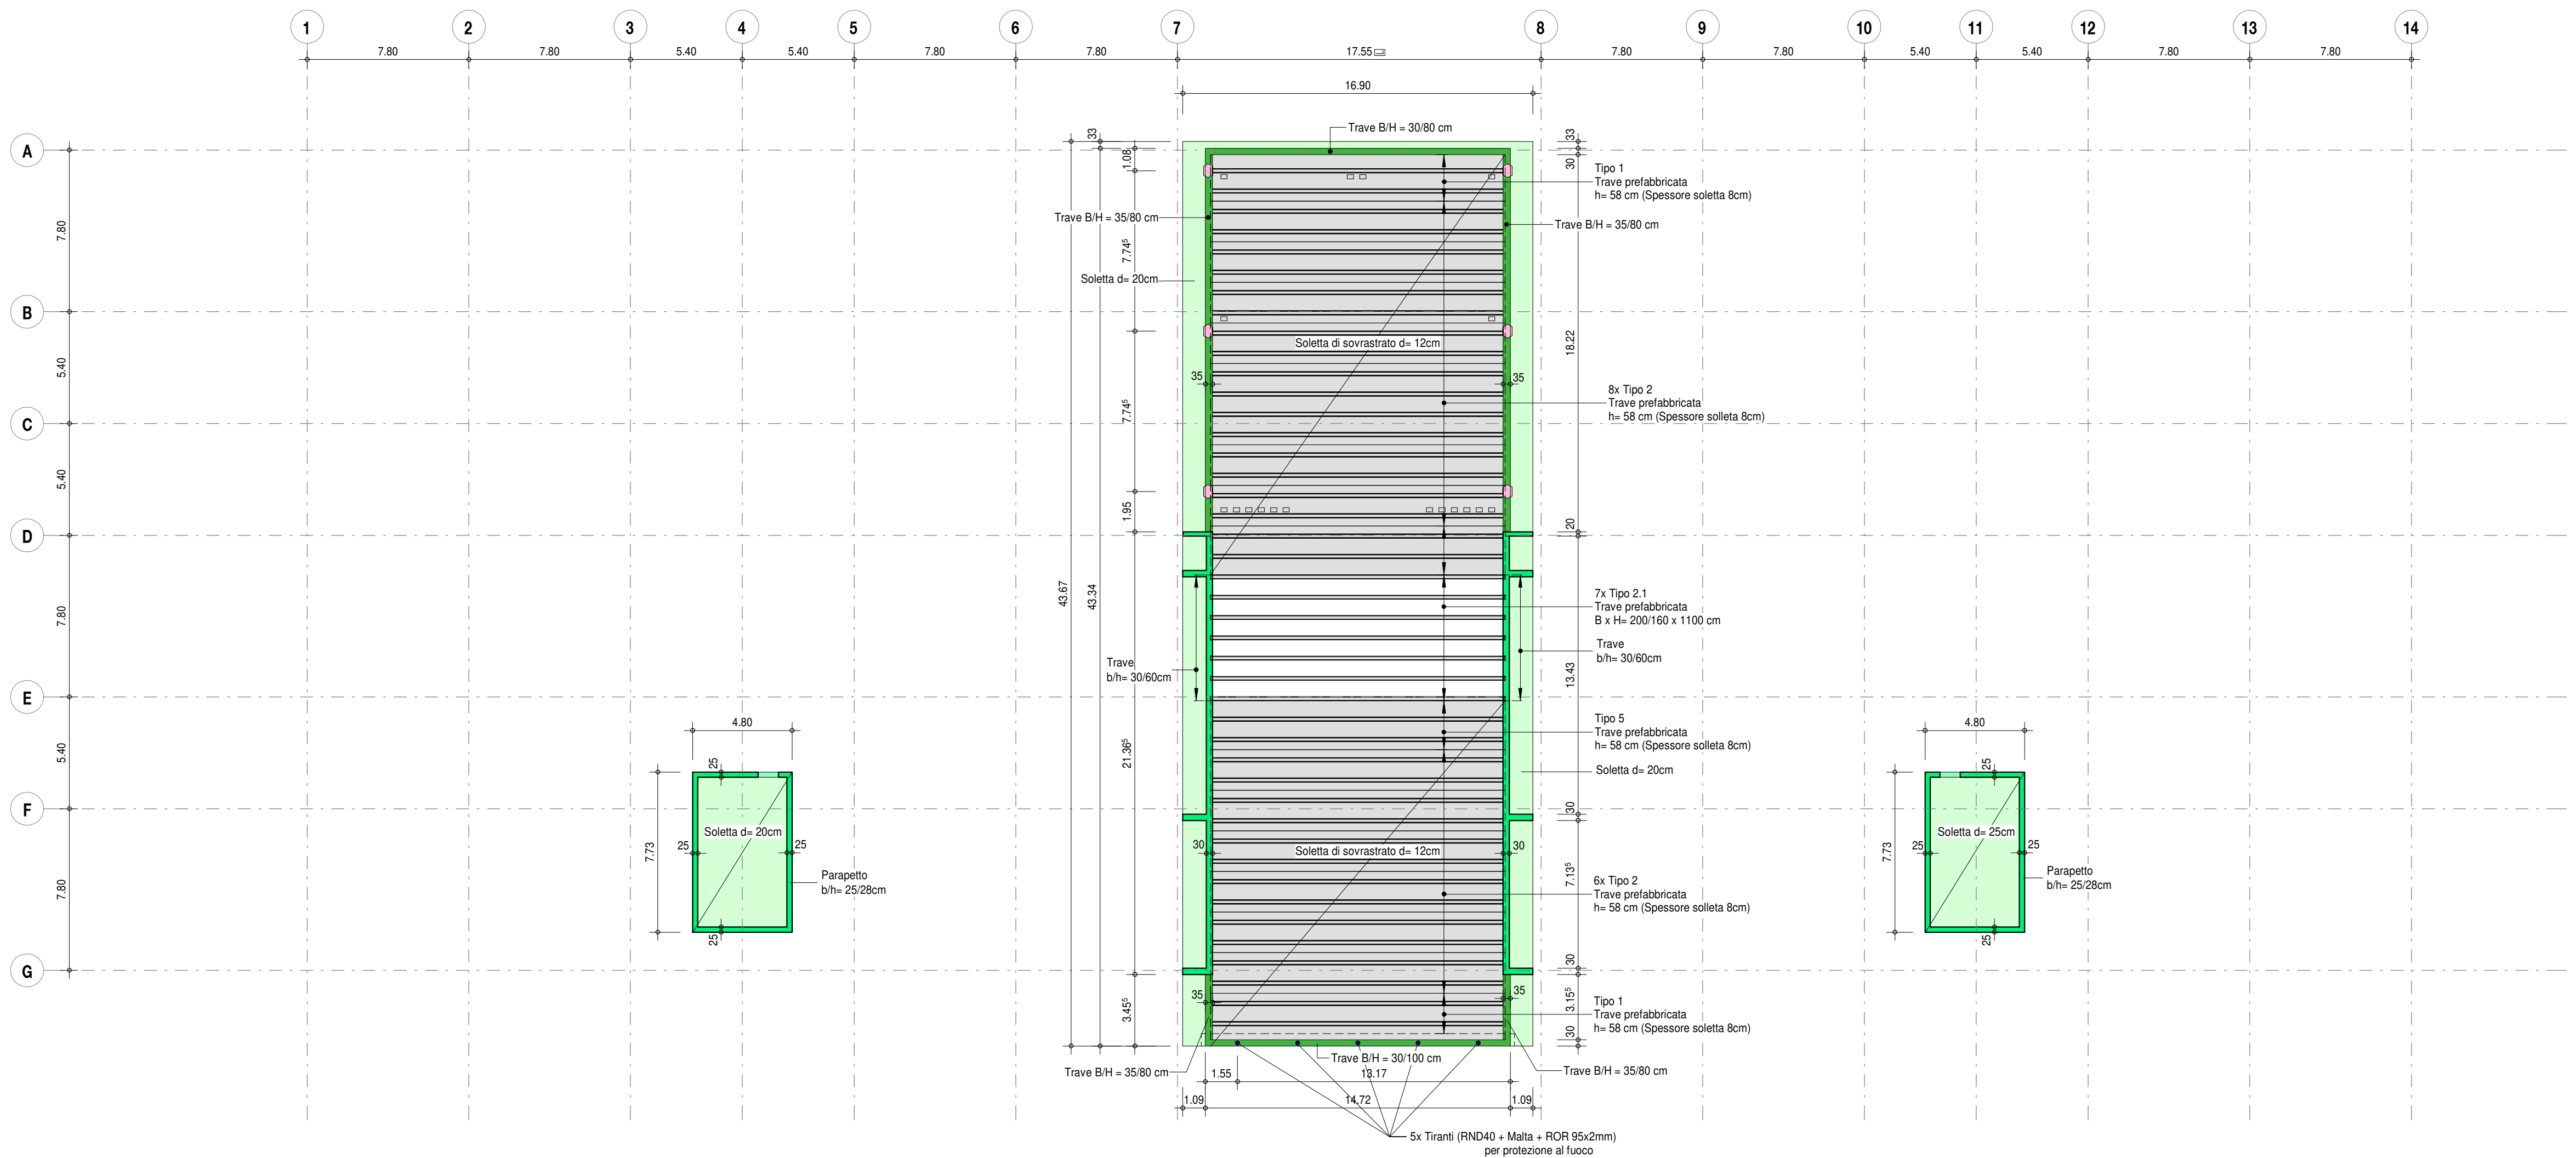 1 2 3 4 5 6 7 8 9 10 11 12 13 14
7.80 7.80 5.40 5.40 7.80 7.80 17.55 7.80 7.80 5.40 5.40 7.80 7.80
16.90
A
B
C
D
E
F
G
7.80
5.40
5.40
7.80
5.40
7.80
33
1.08
7.74⁵
7.74⁵
1.95
43.67
43.34
21.36⁵
3.45⁵
33
30
18.22
20
13.43
30
7.13⁵
30
3.15⁵
30
Trave B/H = 30/80 cm
Trave B/H = 35/80 cm
Soletta d= 20cm
Tipo 1
Trave prefabbricata
h= 58 cm (Spessore soletta 8cm)
Trave B/H = 35/80 cm
Soletta di sovrastrato d= 12cm
35
35
8x Tipo 2
Trave prefabbricata
h= 58 cm (Spessore solleta 8cm)
7x Tipo 2.1
Trave prefabbricata
B x H= 200/160 x 1100 cm
Trave
b/h= 30/60cm
Trave
b/h= 30/60cm
Tipo 5
Trave prefabbricata
h= 58 cm (Spessore solleta 8cm)
Soletta d= 20cm
Soletta di sovrastrato d= 12cm
30
30
6x Tipo 2
Trave prefabbricata
h= 58 cm (Spessore solleta 8cm)
35
35
Tipo 1
Trave prefabbricata
h= 58 cm (Spessore soletta 8cm)
Trave B/H = 30/100 cm
Trave B/H = 35/80 cm
Trave B/H = 35/80 cm
1.55 13.17
1.09 14.72 1.09
5x Tiranti (RND40 + Malta + ROR 95x2mm)
per protezione al fuoco
4.80
25
7.73
Soletta d= 20cm
25
25
Parapetto
b/h= 25/28cm
25
4.80
25
7.73
Soletta d= 25cm
25
25
Parapetto
b/h= 25/28cm
25